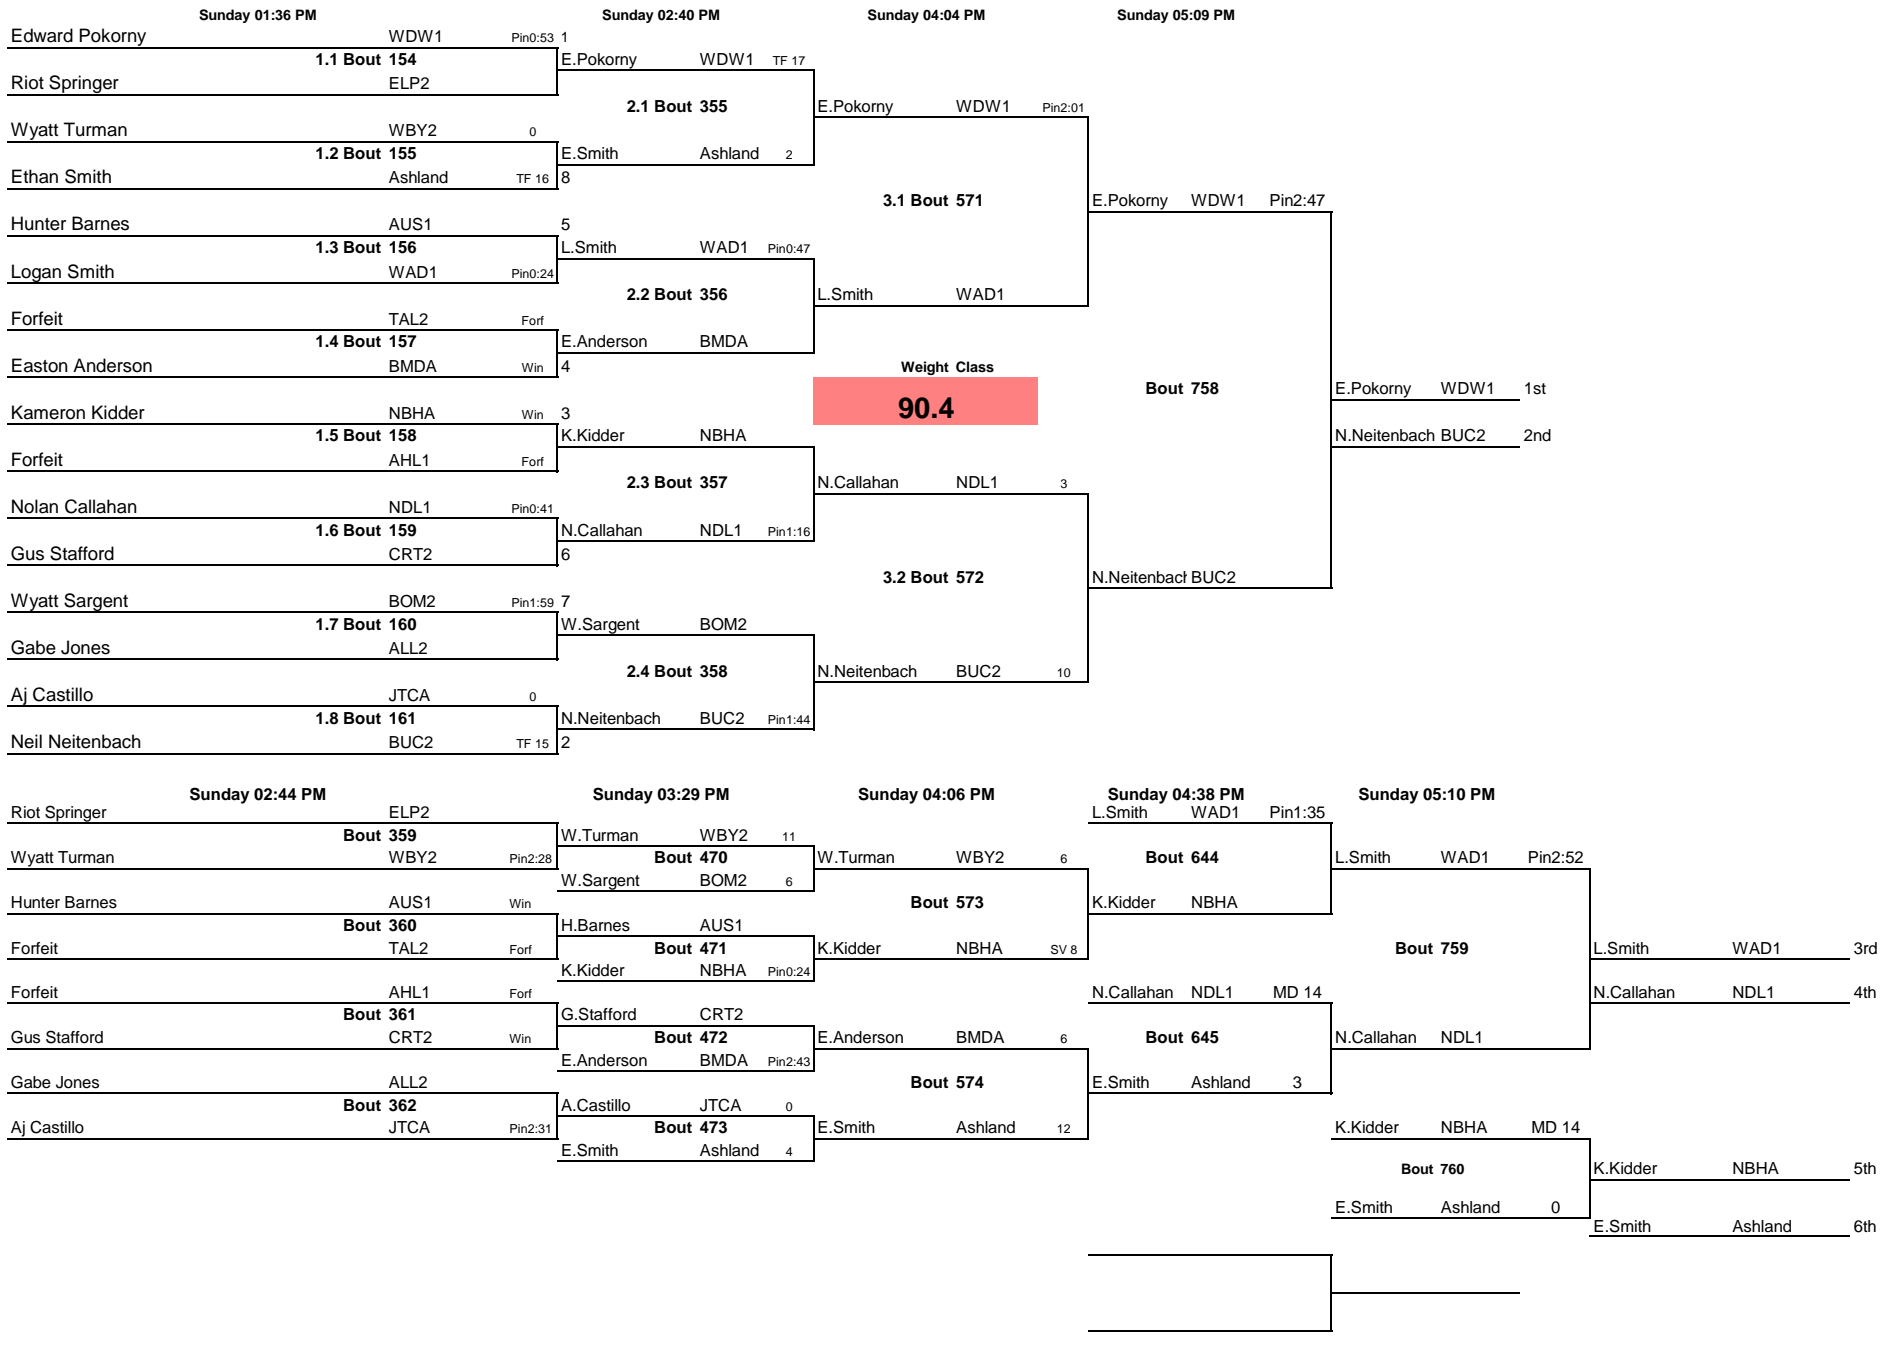 Sunday 01:36 PM Sunday 02:40 PM Sunday 04:04 PM Sunday 05:09 PM
Edward Pokorny WDW1 Pin0:53 1
1.1 Bout 154 E.Pokorny WDW1 TF 17
Riot Springer ELP2
2.1 Bout 355 E.Pokorny WDW1 Pin2:01
Wyatt Turman WBY2 0
1.2 Bout 155 E.Smith Ashland 2
Ethan Smith Ashland TF 16 8
3.1 Bout 571 E.Pokorny WDW1 Pin2:47
Hunter Barnes AUS1 5
1.3 Bout 156 L.Smith WAD1 Pin0:47
Logan Smith WAD1 Pin0:24
2.2 Bout 356 L.Smith WAD1
Forfeit TAL2 Forf
1.4 Bout 157 E.Anderson BMDA
Easton Anderson BMDA Win 4 Weight Class
Bout 758 E.Pokorny WDW1 1st
90.4
Kameron Kidder NBHA Win 3
1.5 Bout 158 K.Kidder NBHA N.Neitenbach BUC2 2nd
Forfeit AHL1 Forf
2.3 Bout 357 N.Callahan NDL1 3
Nolan Callahan NDL1 Pin0:41
1.6 Bout 159 N.Callahan NDL1 Pin1:16
Gus Stafford CRT2 6
3.2 Bout 572 N.Neitenbach BUC2
Wyatt Sargent BOM2 Pin1:59 7
1.7 Bout 160 W.Sargent BOM2
Gabe Jones ALL2
2.4 Bout 358 N.Neitenbach BUC2 10
Aj Castillo JTCA 0
1.8 Bout 161 N.Neitenbach BUC2 Pin1:44
Neil Neitenbach BUC2 TF 15 2
Sunday 02:44 PM Sunday 03:29 PM Sunday 04:06 PM Sunday 04:38 PM Sunday 05:10 PM
Riot Springer ELP2 L.Smith WAD1 Pin1:35
Bout 359 W.Turman WBY2 11
Wyatt Turman WBY2 Pin2:28 Bout 470 W.Turman WBY2 6 Bout 644 L.Smith WAD1 Pin2:52
W.Sargent BOM2 6
Hunter Barnes AUS1 Win Bout 573 K.Kidder NBHA
Bout 360 H.Barnes AUS1
Forfeit TAL2 Forf Bout 471 K.Kidder NBHA SV 8 Bout 759 L.Smith WAD1 3rd
K.Kidder NBHA Pin0:24
Forfeit AHL1 Forf N.Callahan NDL1 MD 14 N.Callahan NDL1 4th
Bout 361 G.Stafford CRT2
Gus Stafford CRT2 Win Bout 472 E.Anderson BMDA 6 Bout 645 N.Callahan NDL1
E.Anderson BMDA Pin2:43
Gabe Jones ALL2 Bout 574 E.Smith Ashland 3
Bout 362 A.Castillo JTCA 0
Aj Castillo JTCA Pin2:31 Bout 473 E.Smith Ashland 12 K.Kidder NBHA MD 14
E.Smith Ashland 4
Bout 760 K.Kidder NBHA 5th
E.Smith Ashland 0
E.Smith Ashland 6th